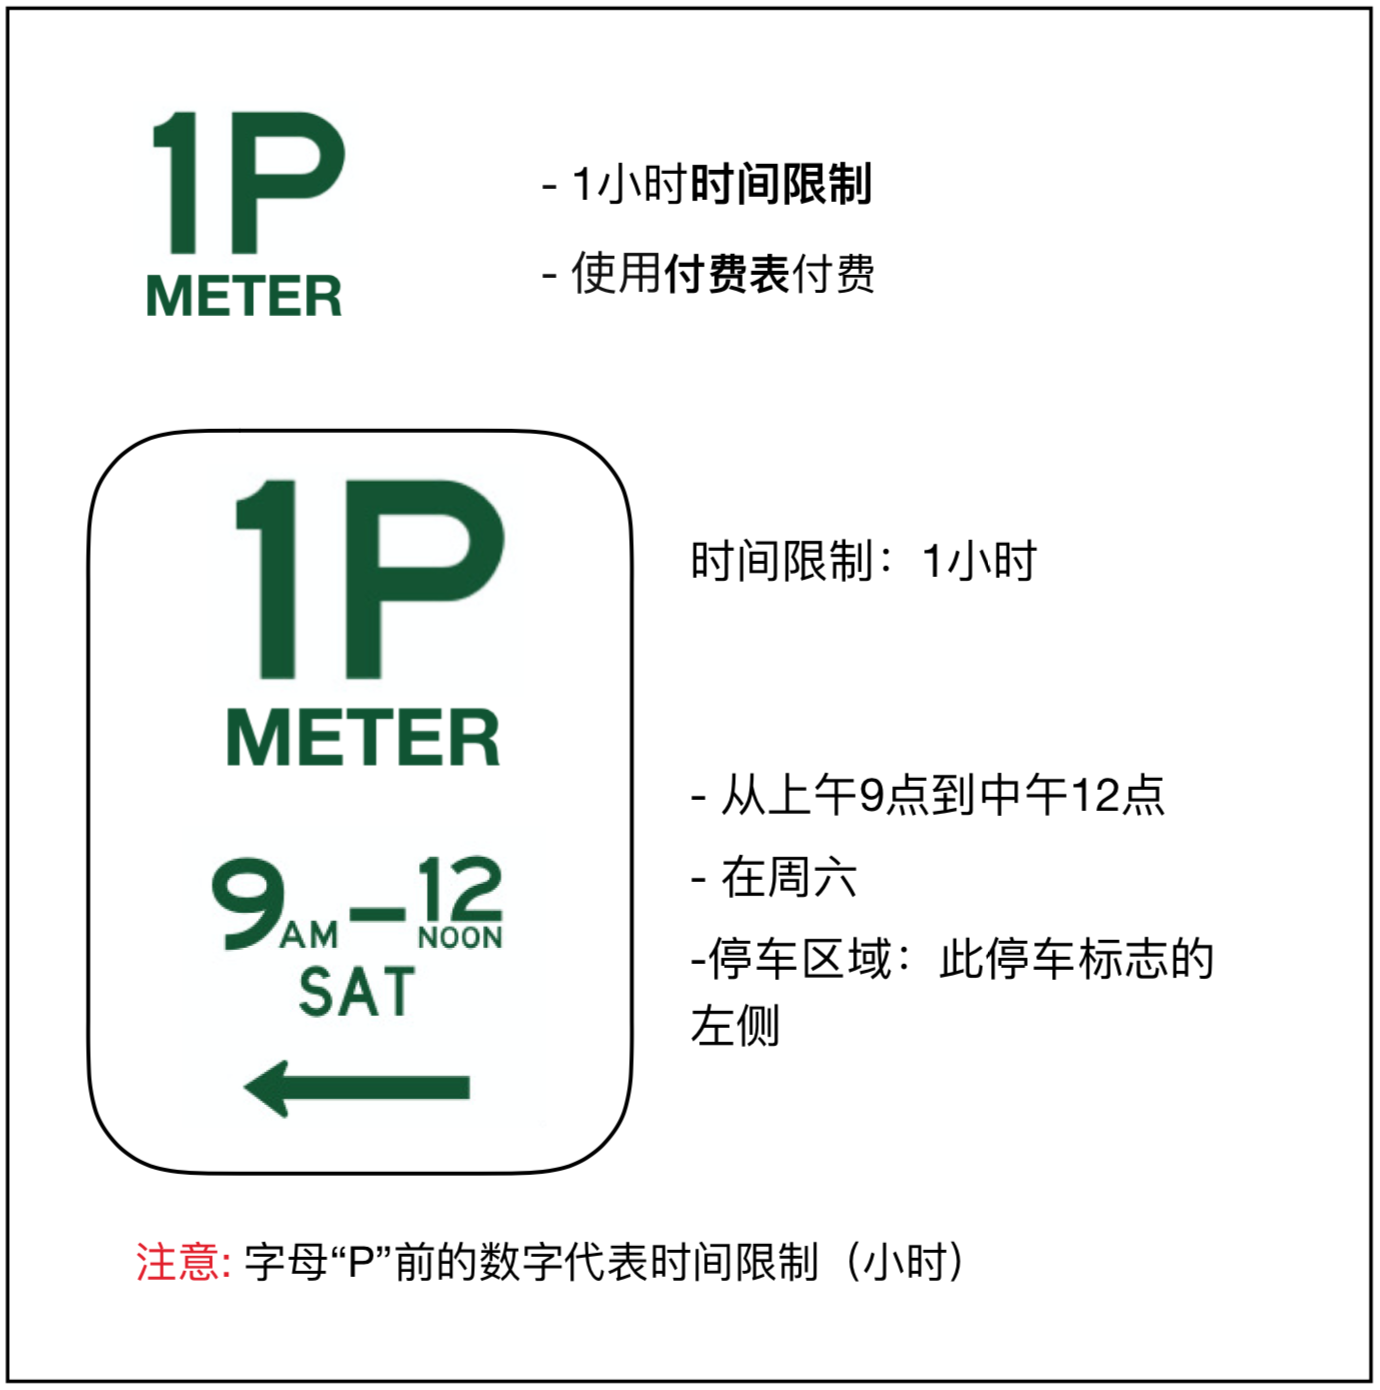 1P
METER
- 1小时时间限制
- 使用付费表付费
1P
METER
时间限制：1小时
9AM–12NOON
SAT
- 从上午9点到中午12点
- 在周六
-停车区域：此停车标志的
左侧
注意: 字母“P”前的数字代表时间限制（小时）